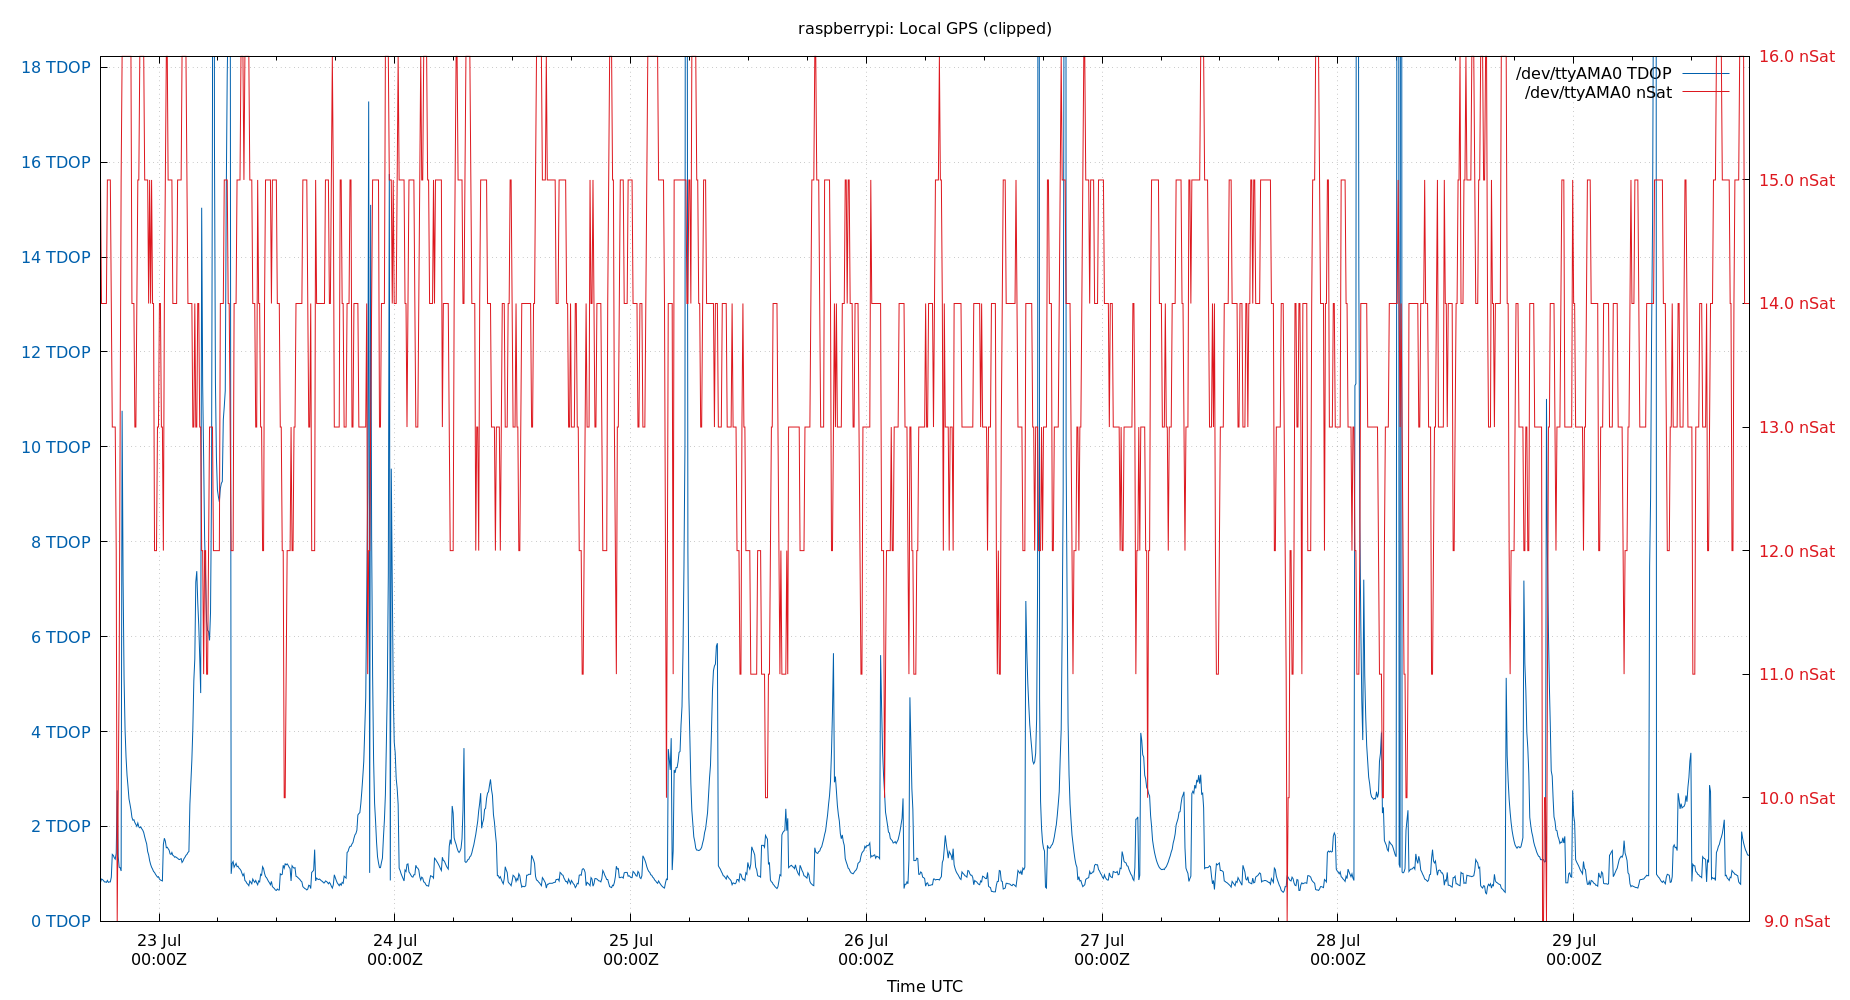 raspberrypi: Local GPS (clipped)
18 TDOP
16 TDOP
14 TDOP
12 TDOP
10 TDOP
8 TDOP
6 TDOP
4 TDOP
2 TDOP
0 TDOP
/dev/ttyAMA0 TDOP
/dev/ttyAMA0 nSat
16.0 nSat
15.0 nSat
14.0 nSat
13.0 nSat
12.0 nSat
11.0 nSat
10.0 nSat
9.0 nSat
23 Jul
00:00Z
24 Jul
00:00Z
25 Jul
00:00Z
26 Jul
00:00Z
27 Jul
00:00Z
28 Jul
00:00Z
29 Jul
00:00Z
Time UTC